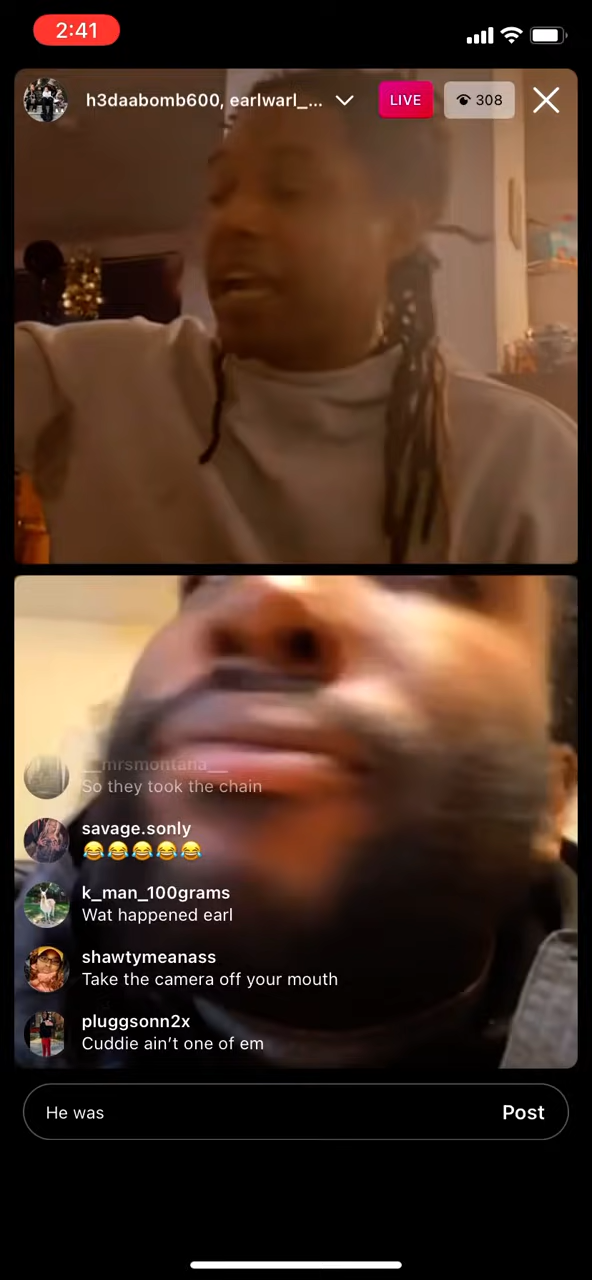 2:41
h3daabomb600, earlwarl_...
LIVE
308
__mrsmontana__
So they took the chain
savage.sonly
😂😂😂😂😂
k_man_100grams
Wat happened earl
shawtymeanass
Take the camera off your mouth
pluggsonn2x
Cuddie ain't one of em
He was
Post